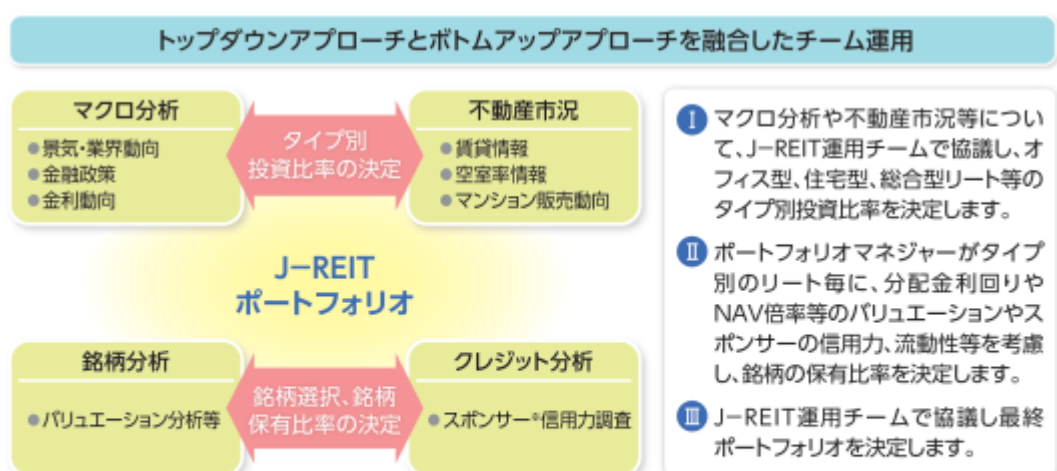 トップダウンアプローチとボトムアップアプローチを融合したチーム運用
マクロ分析
●景気・業界動向
●金融政策
●金利動向
タイプ別
投資比率の決定
不動産市況
●賃貸情報
●空室率情報
●マンション販売動向
J−REIT
ポートフォリオ
銘柄分析
●バリュエーション分析等
銘柄選択、銘柄
保有比率の決定
クレジット分析
●スポンサー※信用力調査
Ⅰ マクロ分析や不動産市況等につい
て、J−REIT運用チームで協議し、オ
フィス型、住宅型、総合型リート等の
タイプ別投資比率を決定します。
Ⅱ ポートフォリオマネジャーがタイプ
別のリート毎に、分配金利回りや
NAV倍率等のバリュエーションやス
ポンサーの信用力、流動性等を考慮
し、銘柄の保有比率を決定します。
Ⅲ J−REIT運用チームで協議し最終
ポートフォリオを決定します。